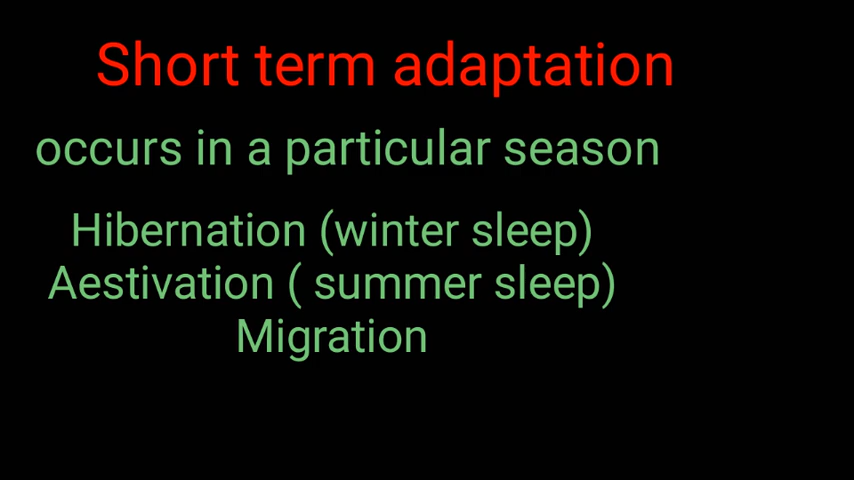 Short term adaptation
occurs in a particular season
Hibernation (winter sleep)
Aestivation ( summer sleep)
Migration